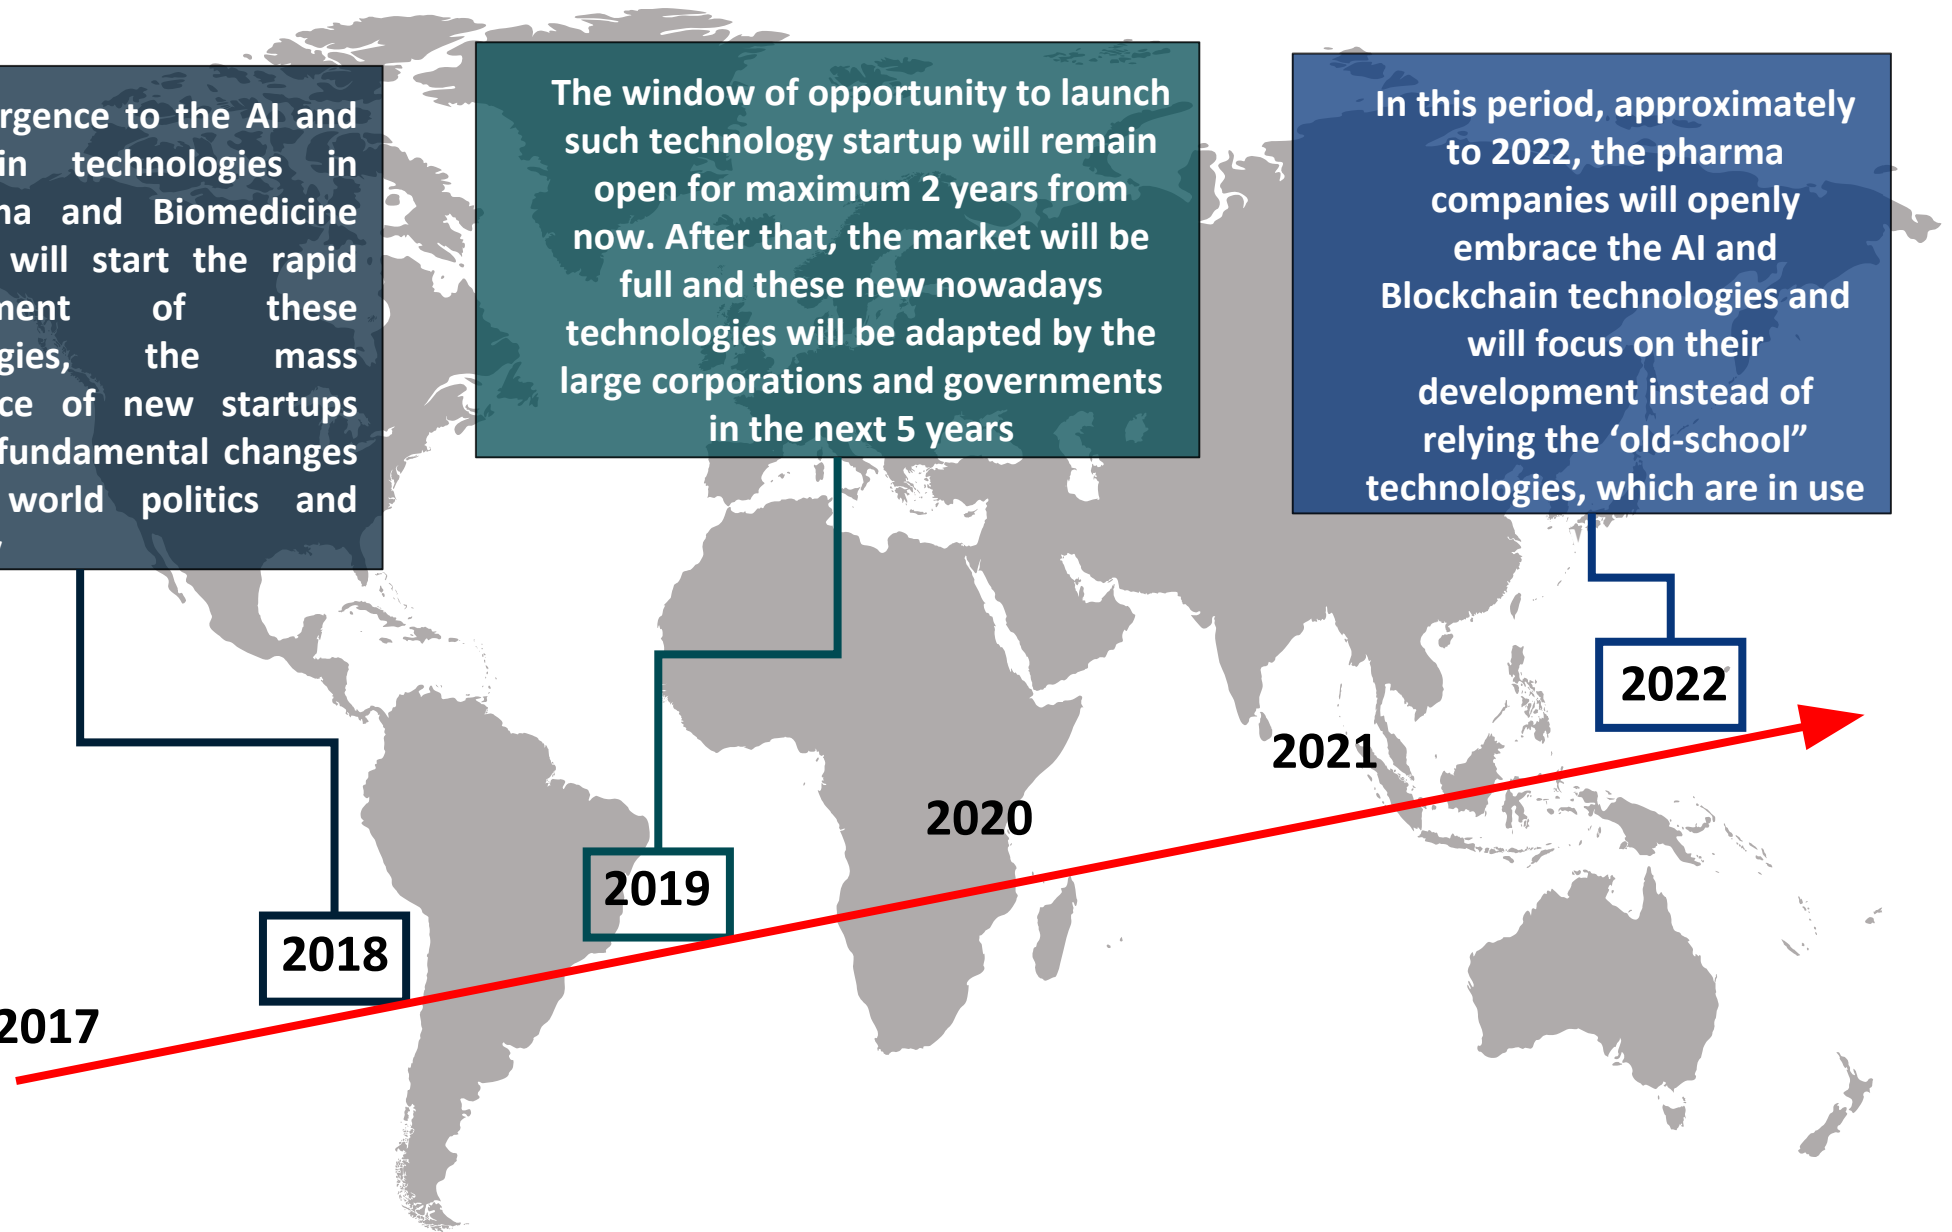 rgence to the AI and
in technologies in
and Biomedicine
will start the rapid
of these
the mass
of new startups
fundamental changes
world politics and
The window of opportunity to launch
such technology startup will remain
open for maximum 2 years from
now. After that, the market will be
full and these new nowadays
technologies will be adapted by the
large corporations and governments
in the next 5 years
In this period, approximately
to 2022, the pharma
companies will openly
embrace the AI and
Blockchain technologies and
will focus on their
development instead of
relying the ‘old-school”
technologies, which are in use
2017
2018
2019
2020
2021
2022